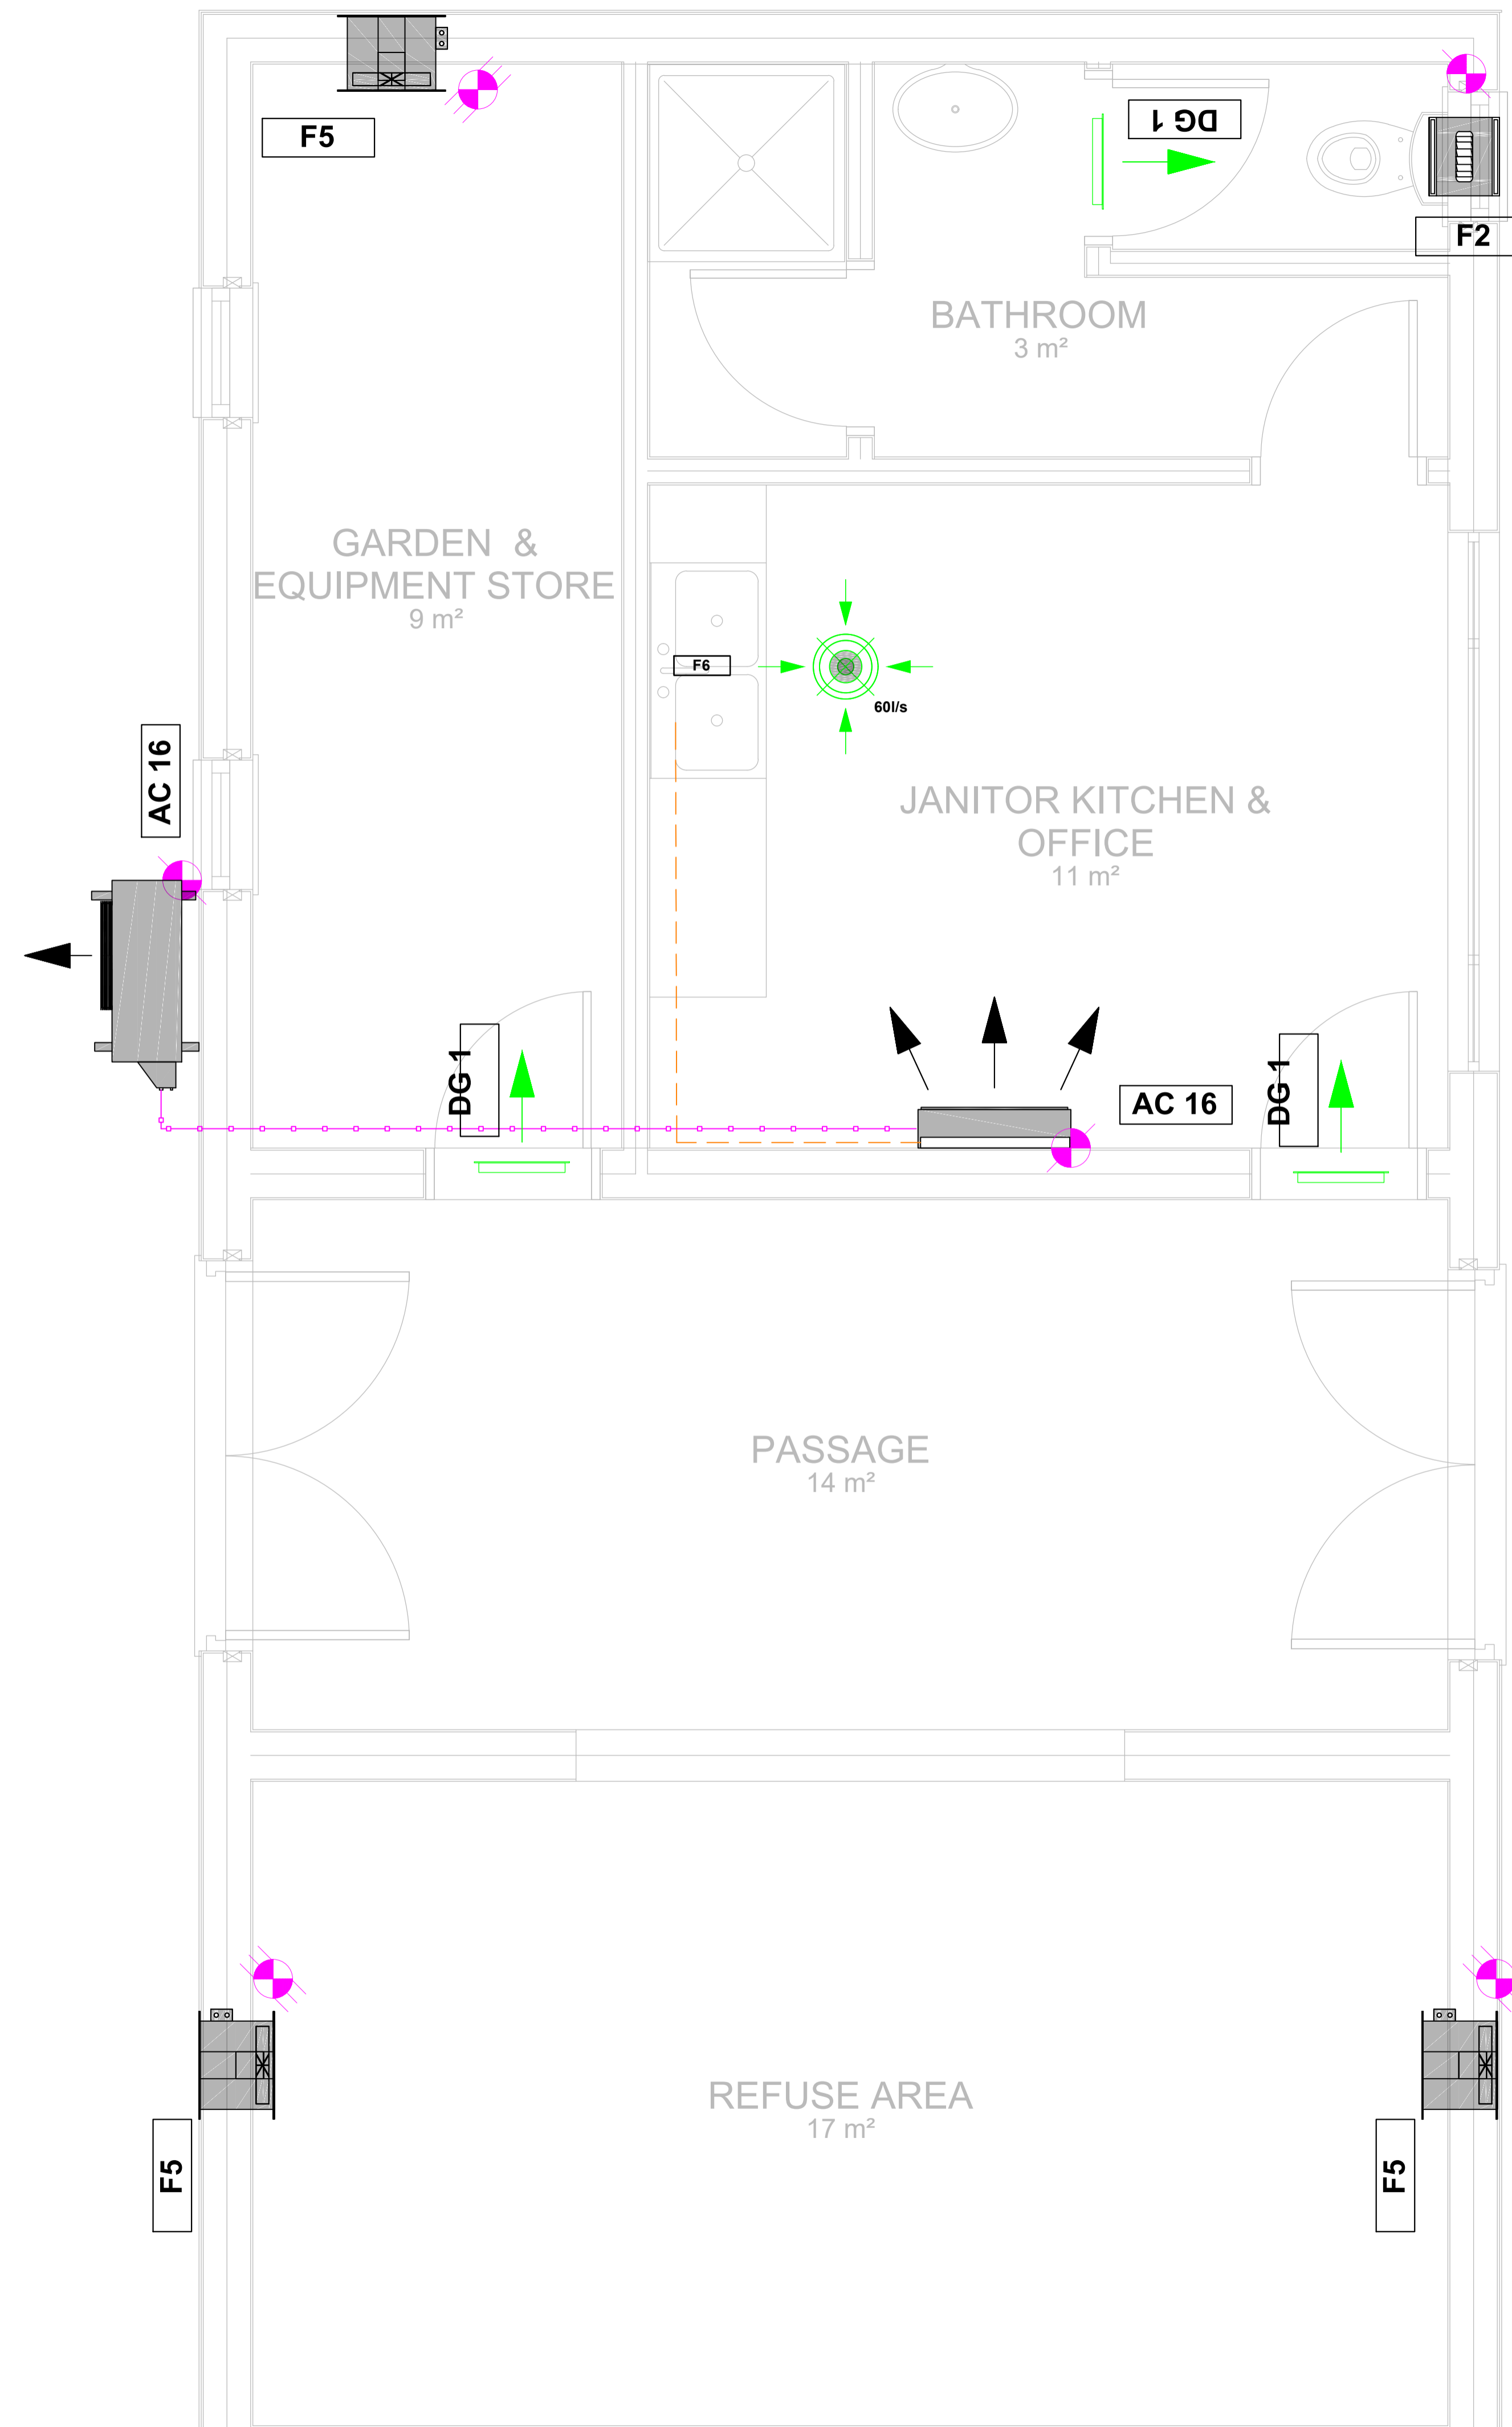 F5
DG 1
F2
BATHROOM
3 m²
GARDEN &
EQUIPMENT STORE
9 m²
F6
60l/s
AC 16
JANITOR KITCHEN &
OFFICE
11 m²
DG 1
AC 16
DG 1
PASSAGE
14 m²
REFUSE AREA
17 m²
F5
F5